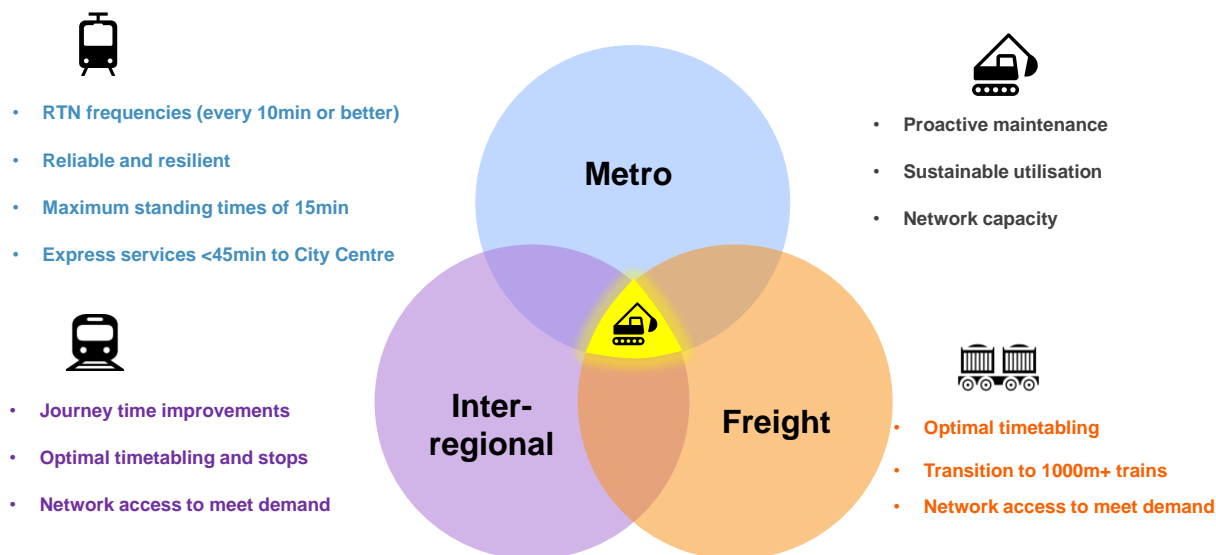 • RTN frequencies (every 10min or better)
• Reliable and resilient
• Maximum standing times of 15min
• Express services <45min to City Centre
• Proactive maintenance
• Sustainable utilisation
• Network capacity
Metro
Inter-
regional
Freight
• Journey time improvements
• Optimal timetabling and stops
• Network access to meet demand
• Optimal timetabling
• Transition to 1000m+ trains
• Network access to meet demand